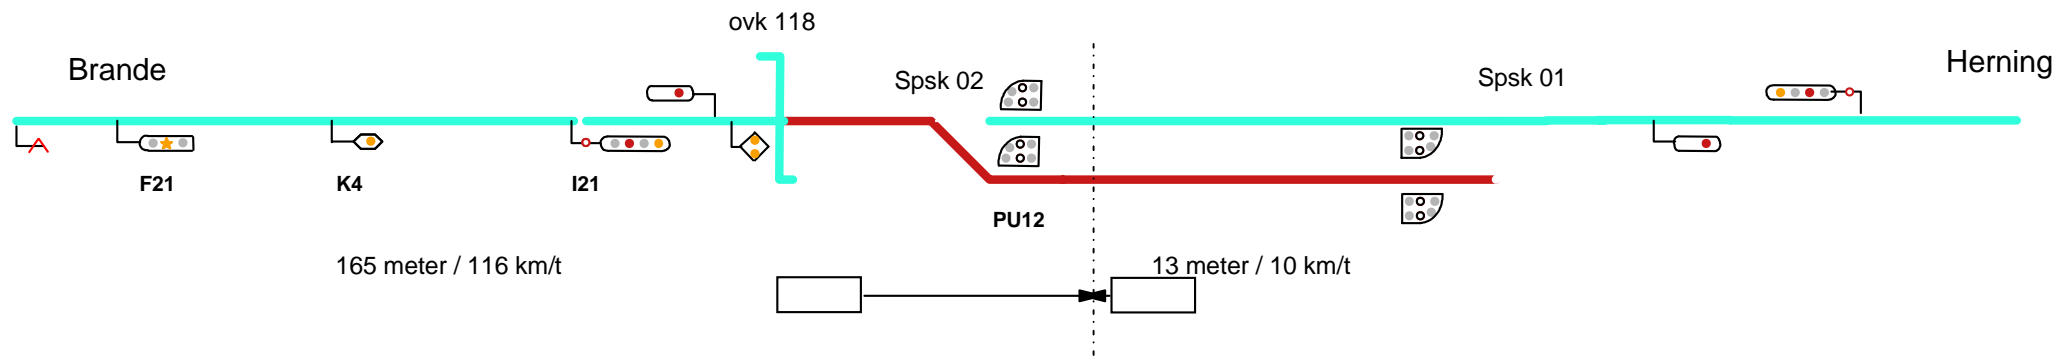 ovk 118
Brande
Spsk 02
Spsk 01
Herning
F21
K4
I21
PU12
165 meter / 116 km/t
13 meter / 10 km/t